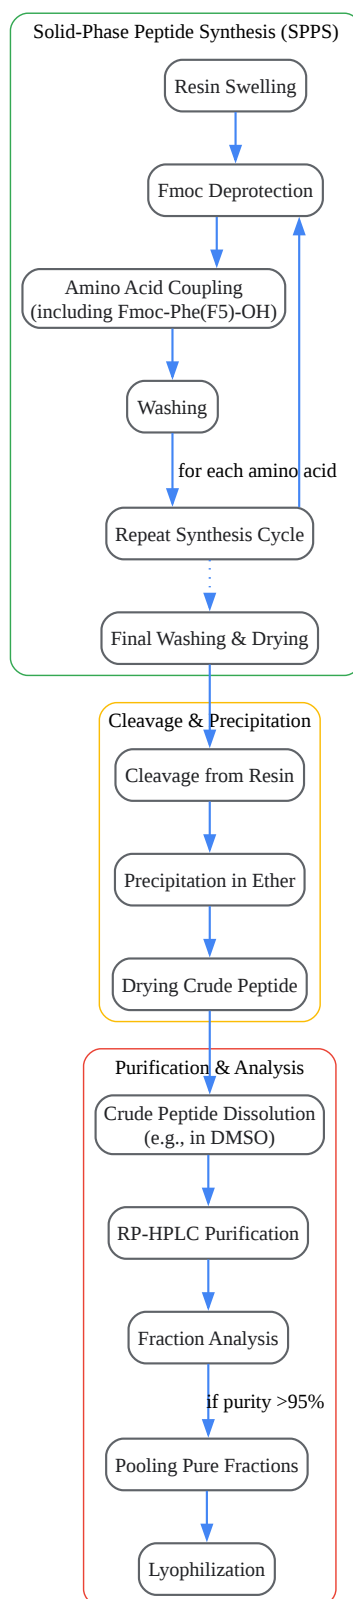 Solid-Phase Peptide Synthesis (SPPS)
Resin Swelling
Fmoc Deprotection
Amino Acid Coupling
(including Fmoc-Phe(F5)-OH)
Washing
for each amino acid
Repeat Synthesis Cycle
Final Washing & Drying
Cleavage & Precipitation
Cleavage from Resin
Precipitation in Ether
Drying Crude Peptide
Purification & Analysis
Crude Peptide Dissolution
(e.g., in DMSO)
RP-HPLC Purification
Fraction Analysis
if purity >95%
Pooling Pure Fractions
Lyophilization